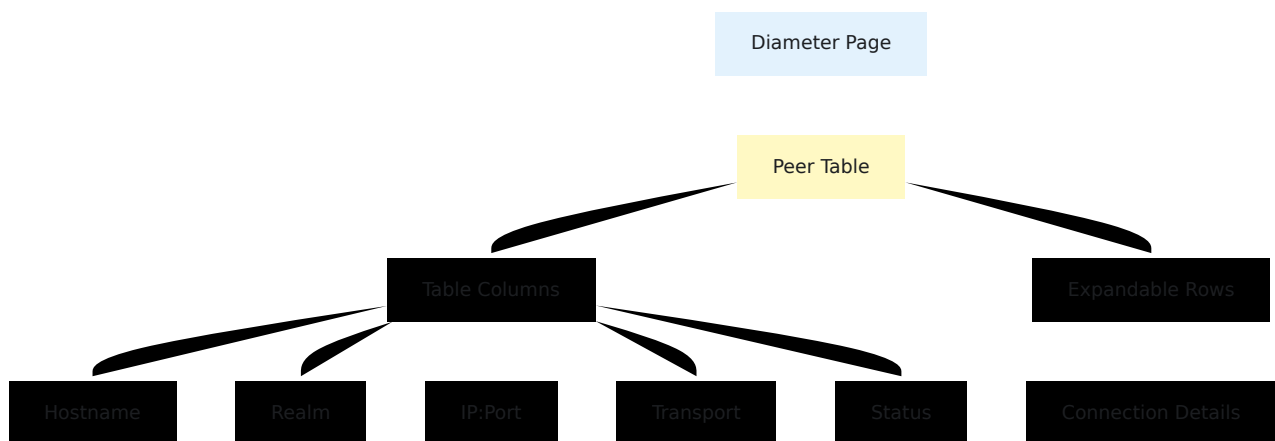 Diameter Page
Peer Table
Table Columns
Expandable Rows
Hostname
Realm
IP:Port
Transport
Status
Connection Details